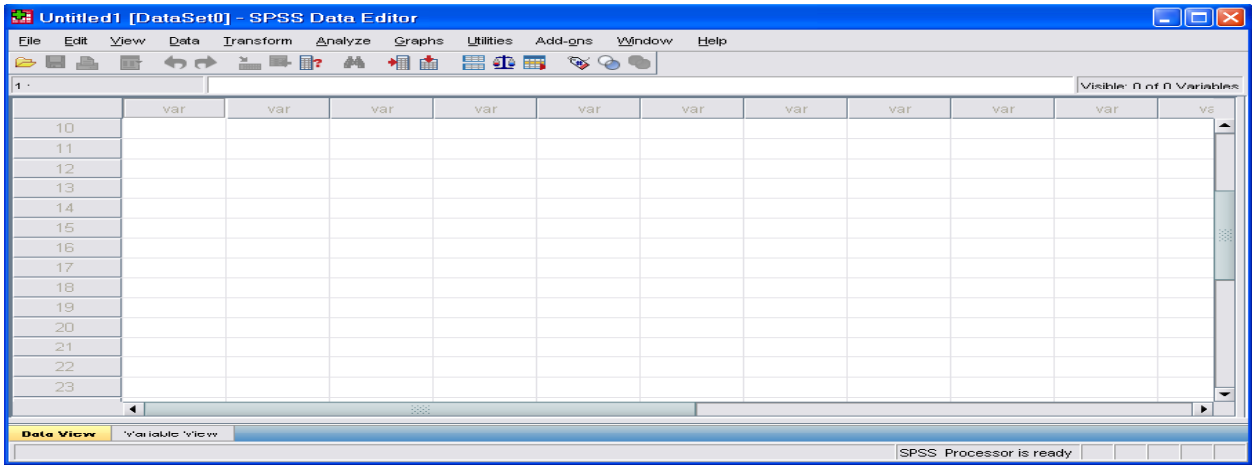 Untitled1 [DataSet0] - SPSS Data Editor
File Edit View Data Transform Analyze Graphs Utilities Add-ons Window Help
1 : Visible: 0 of 0 Variables
var var var var var var var var var var va
10
11
12
13
14
15
16
17
18
19
20
21
22
23
Data View Variable View
SPSS Processor is ready